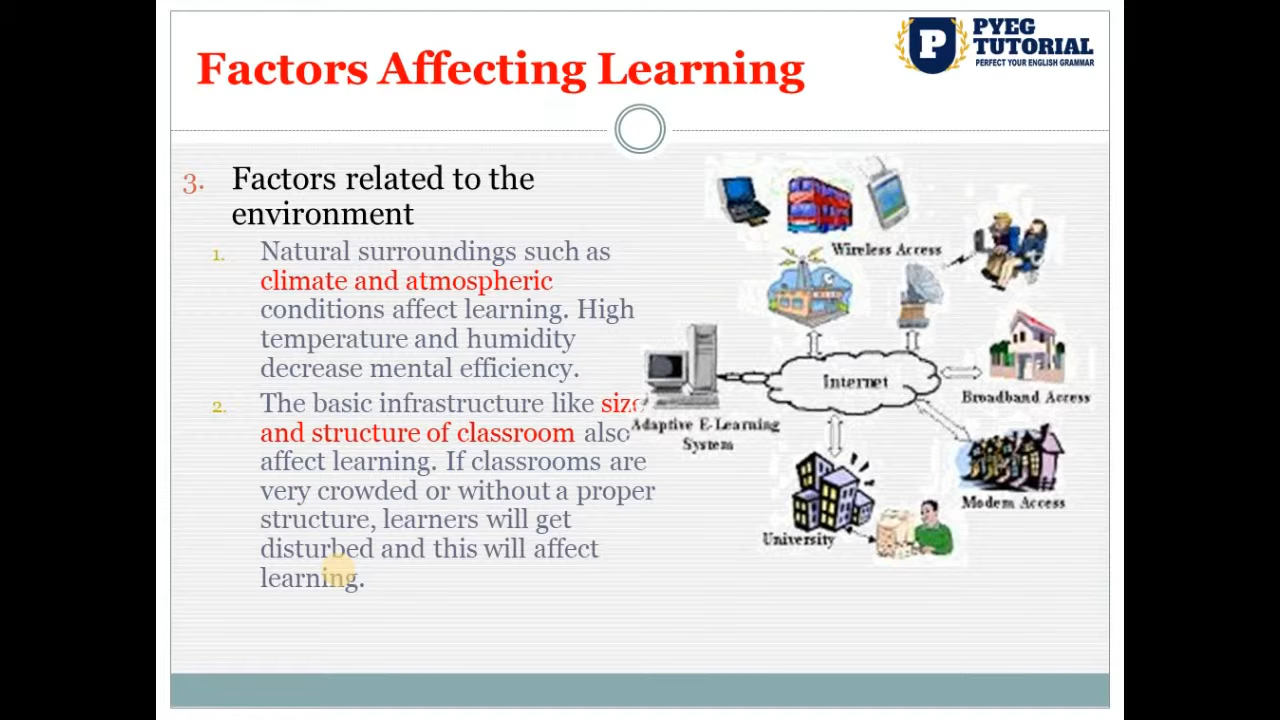 PYEG
TUTORIAL
PERFECT YOUR ENGLISH GRAMMAR
P
Factors Affecting Learning
3. Factors related to the
environment
1. Natural surroundings such as
climate and atmospheric
conditions affect learning. High
temperature and humidity
decrease mental efficiency.
2. The basic infrastructure like size
and structure of classroom also
affect learning. If classrooms are
very crowded or without a proper
structure, learners will get
disturbed and this will affect
learning.
Wireless Access
Internet
Broadband Access
Adaptive E-Learning
System
Modem Access
University